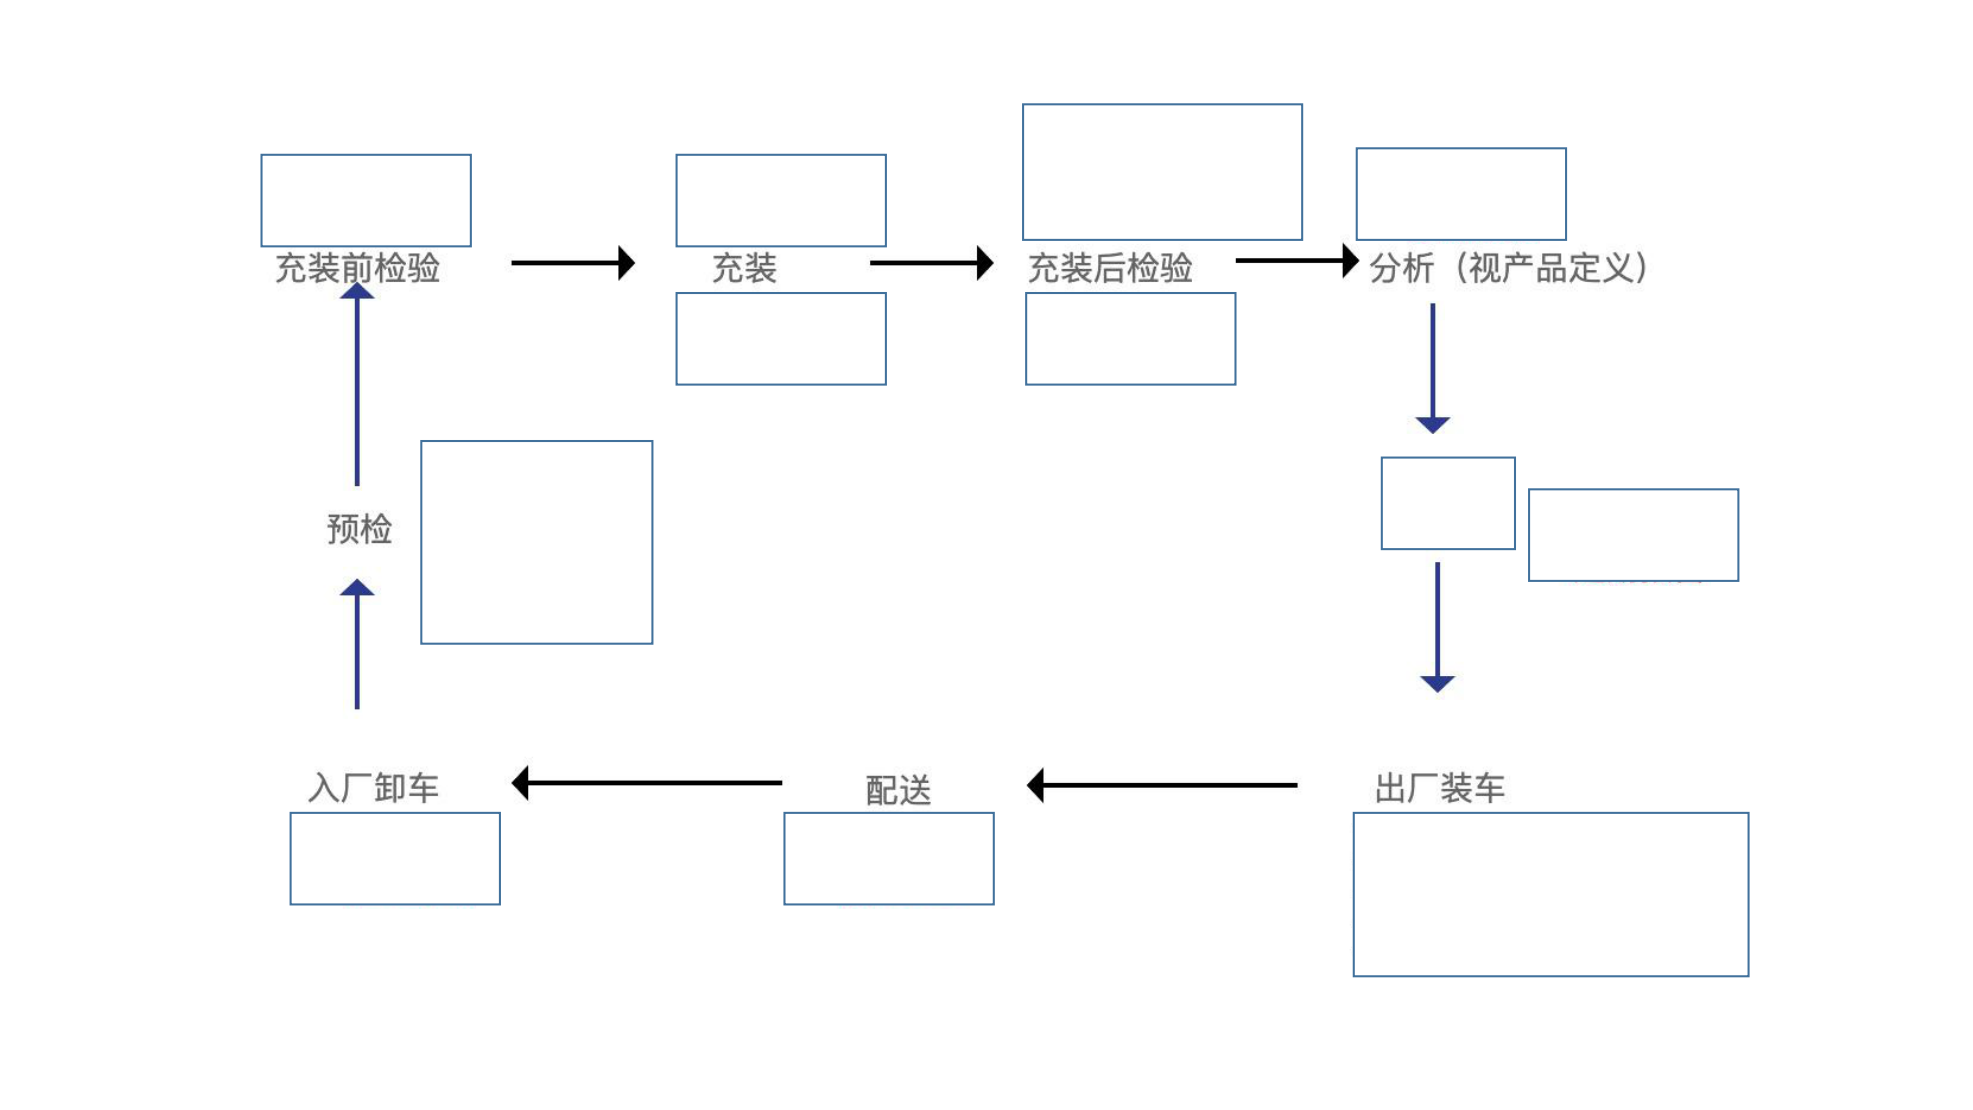 充装前检验
充装
充装后检验
分析（视产品定义）
预检
入厂卸车
配送
出厂装车